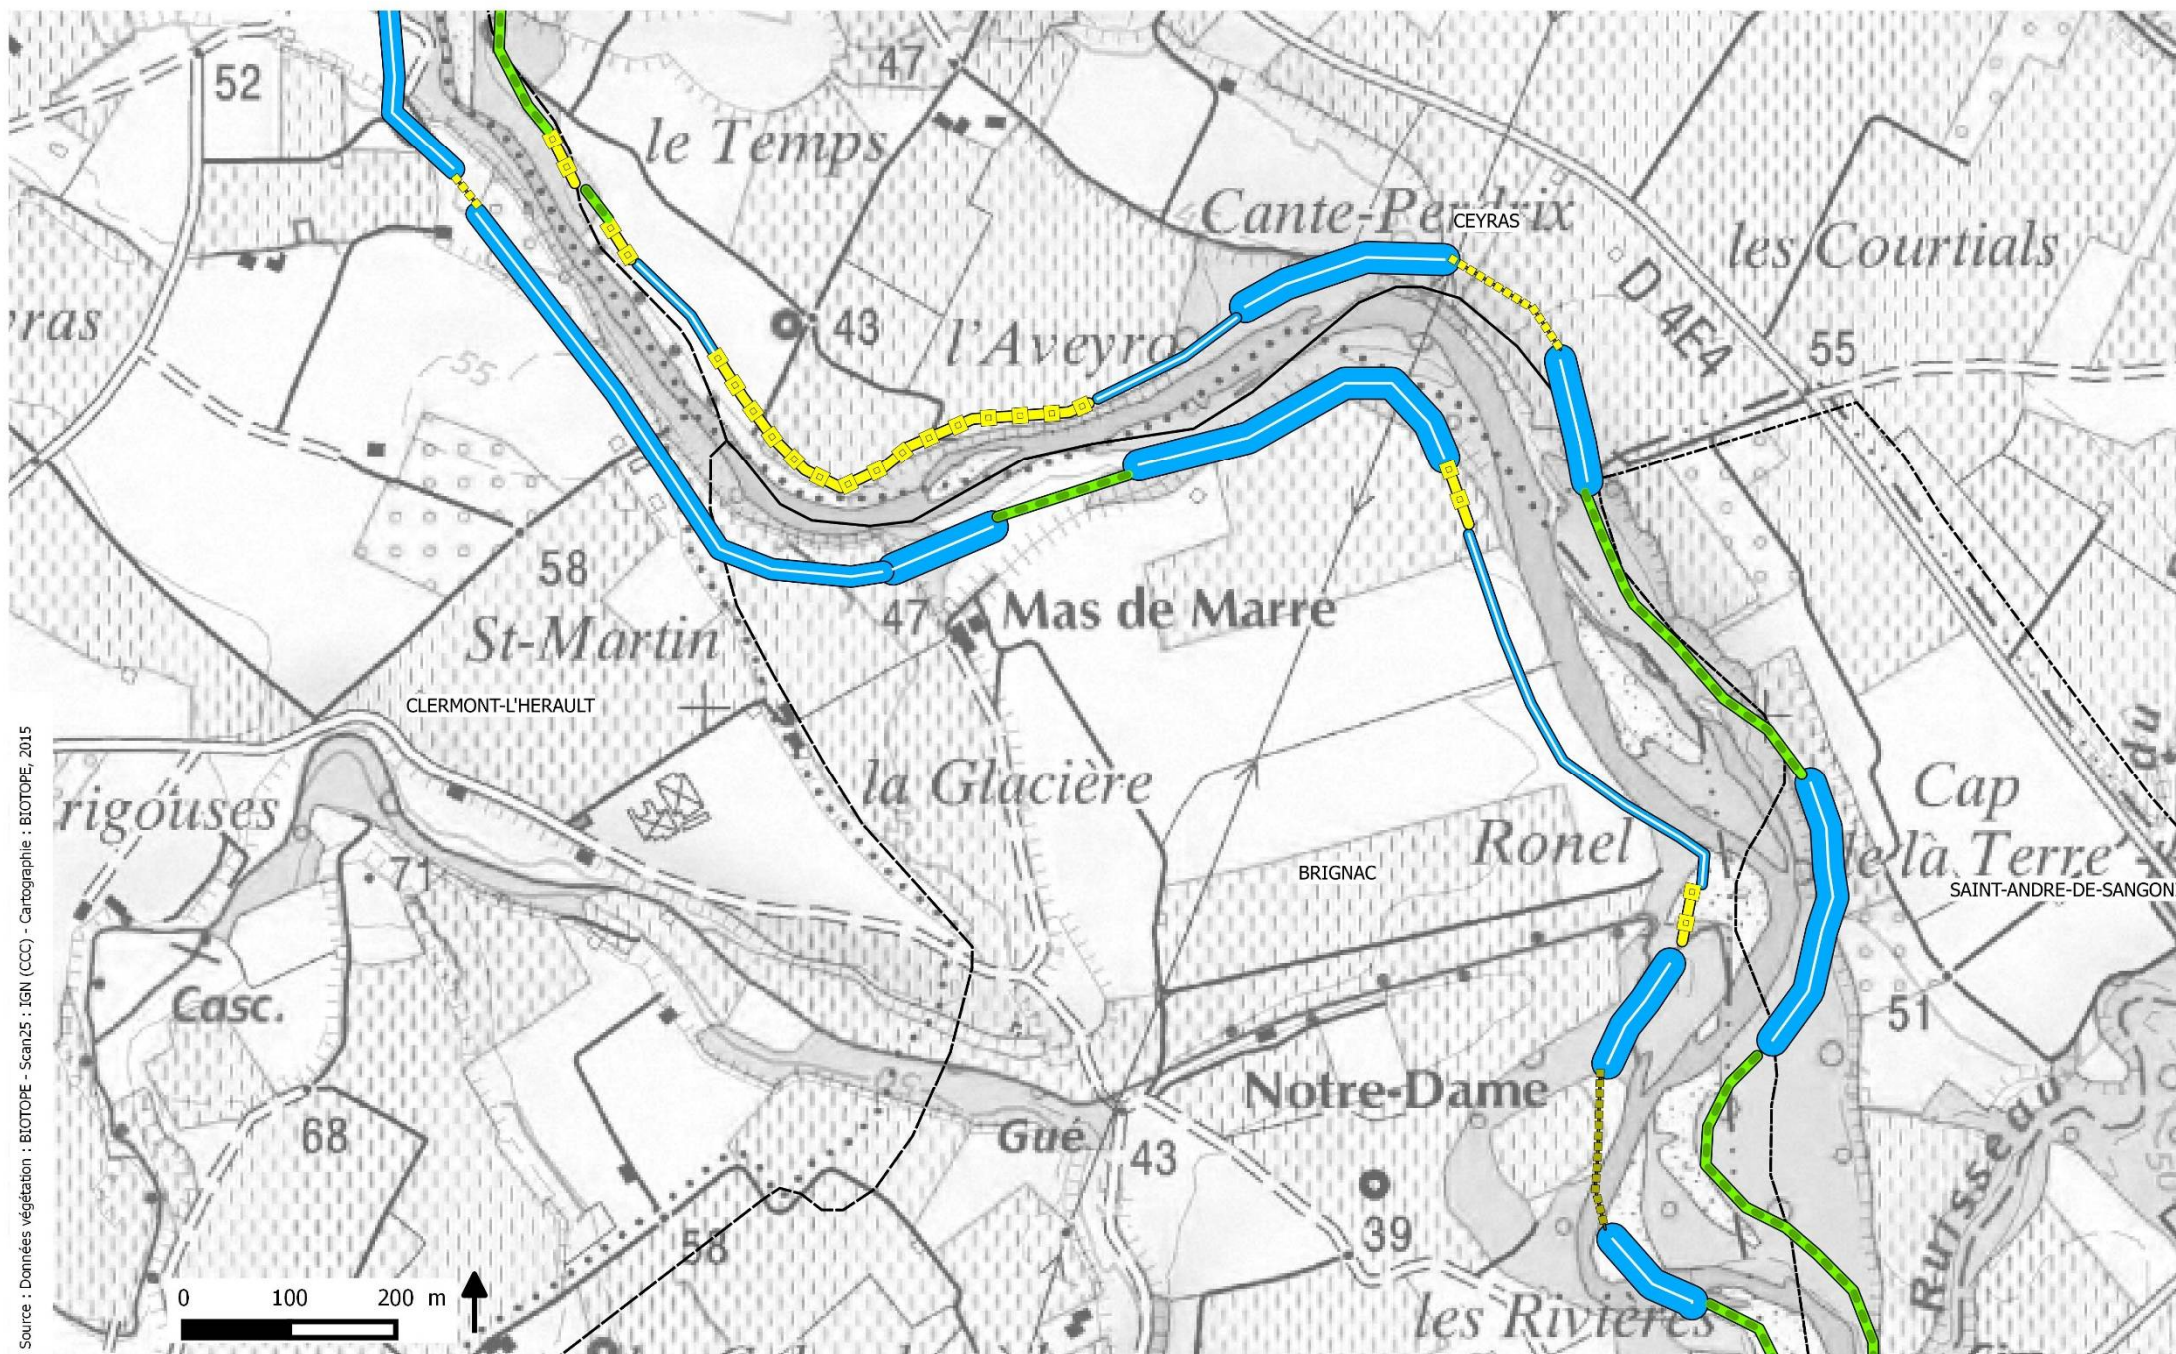 52
47
le Temps
Cante-Perdrix
CEYRAS
les Courtials
D 4E4
43
l'Aveyro
55
55
58
St-Martin
47
Mas de Marre
CLERMONT-L'HERAULT
la Glacière
rigouses
71
Ronel
Cap
de la Terre
BRIGNAC
SAINT-ANDRE-DE-SANGON
du
Casc.
51
Notre-Dame
Gué
43
68
39
58
Ruisseau
les Rivières
0 100 200 m
Source : Données végétation : BIOTOPE - Scan25 : IGN (CCC) - Cartographie : BIOTOPE, 2015